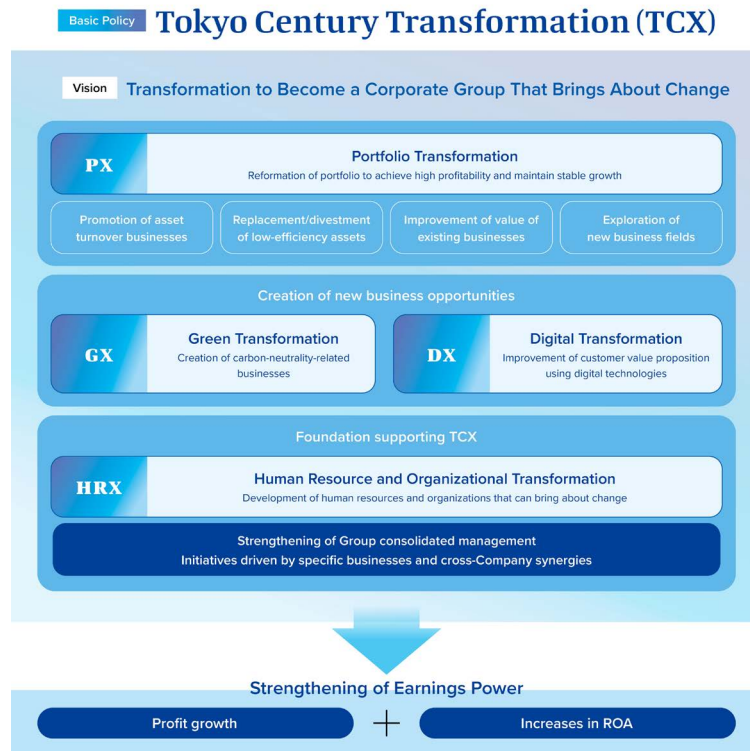 Basic Policy Tokyo Century Transformation (TCX)
Vision Transformation to Become a Corporate Group That Brings About Change
PX
Portfolio Transformation
Reformation of portfolio to achieve high profitability and maintain stable growth
Promotion of asset
turnover businesses
Replacement/divestment
of low-efficiency assets
Improvement of value of
existing businesses
Exploration of
new business fields
Creation of new business opportunities
GX
Green Transformation
Creation of carbon-neutrality-related
businesses
DX
Digital Transformation
Improvement of customer value proposition
using digital technologies
Foundation supporting TCX
HRX
Human Resource and Organizational Transformation
Development of human resources and organizations that can bring about change
Strengthening of Group consolidated management
Initiatives driven by specific businesses and cross-Company synergies
Strengthening of Earnings Power
Profit growth
+
Increases in ROA